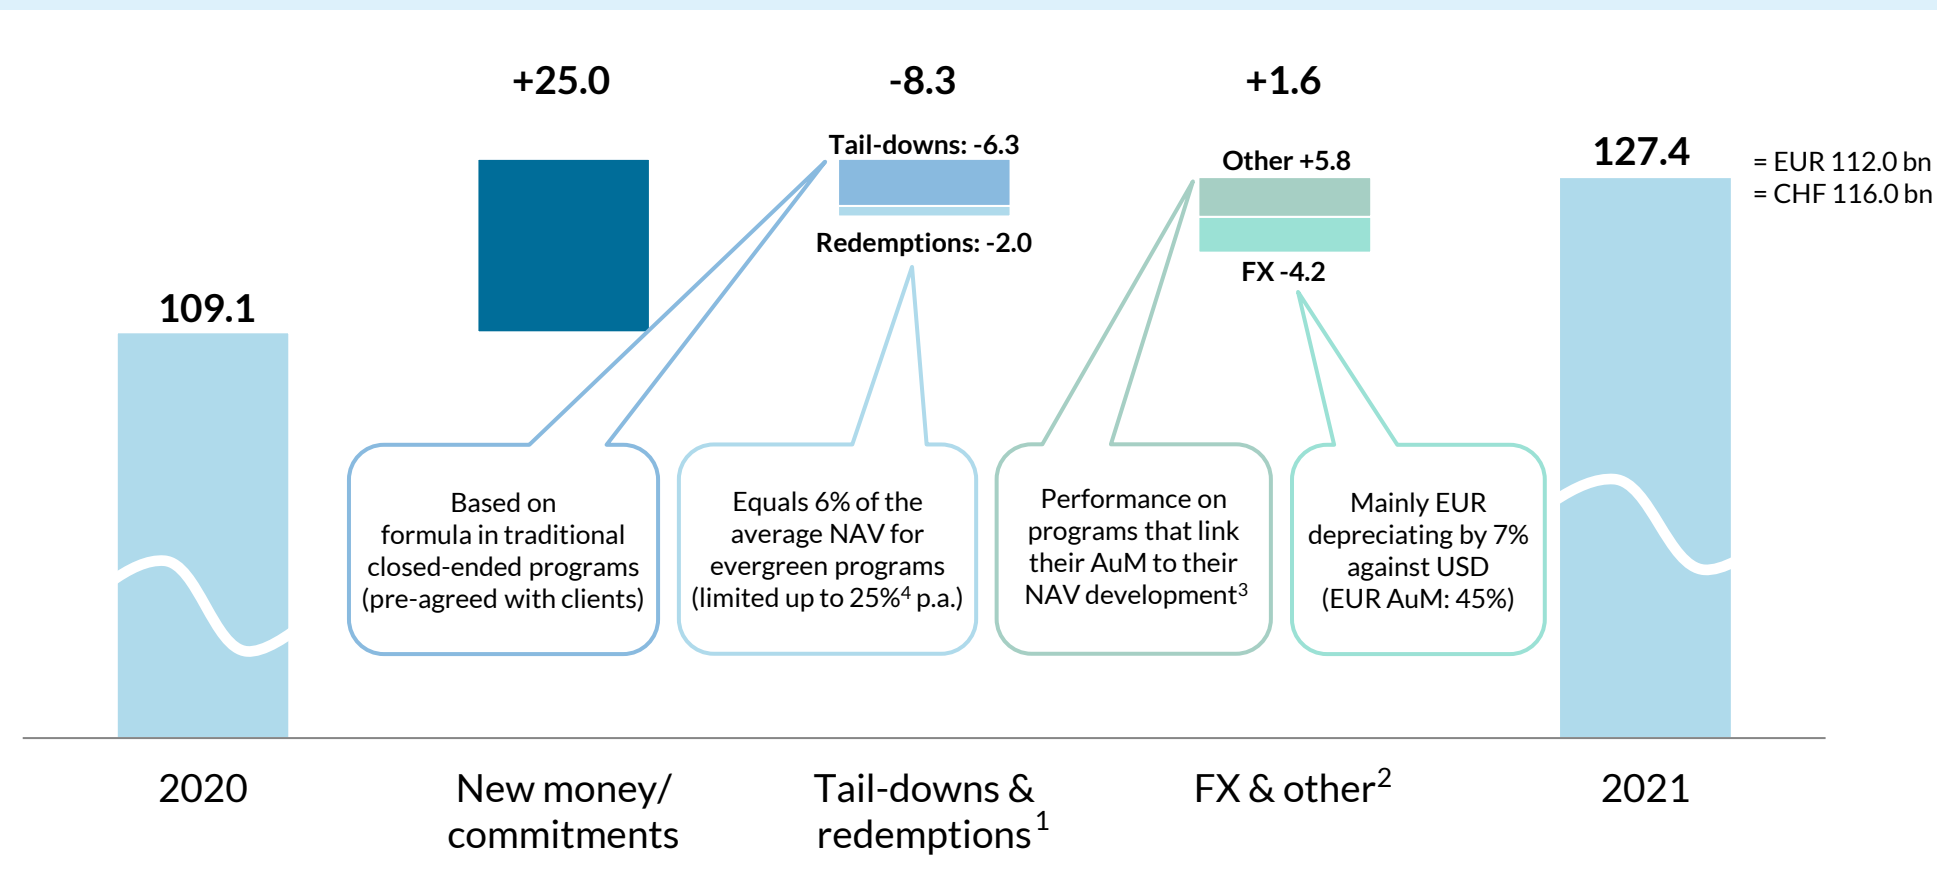 +25.0
-8.3
+1.6
Tail-downs: -6.3
Other +5.8
127.4
= EUR 112.0 bn
= CHF 116.0 bn
Redemptions: -2.0
FX -4.2
109.1
Based on
formula in traditional
closed-ended programs
(pre-agreed with clients)
Equals 6% of the
average NAV for
evergreen programs
(limited up to 25%⁴ p.a.)
Performance on
programs that link
their AuM to their
NAV development³
Mainly EUR
depreciating by 7%
against USD
(EUR AuM: 45%)
2020
New money/
commitments
Tail-downs &
redemptions¹
FX & other²
2021